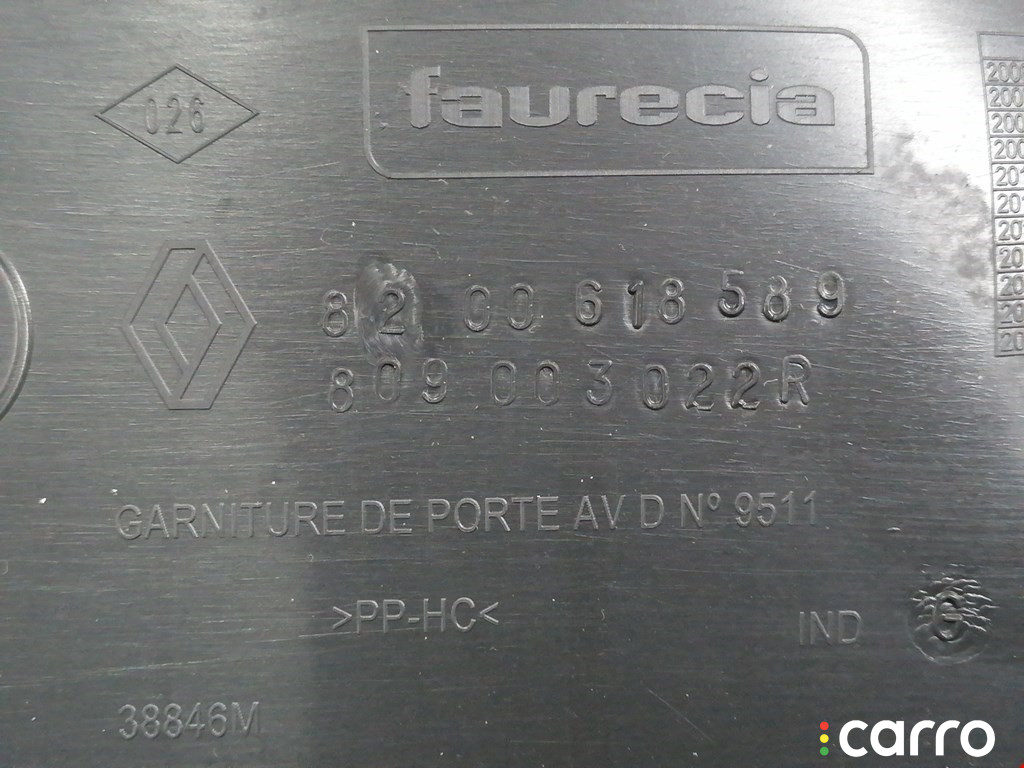 faurecia
026
82 00 618 589
809 003 022R
GARNITURE DE PORTE AV D N° 9511
>PP-HC<
IND
38846M
carro